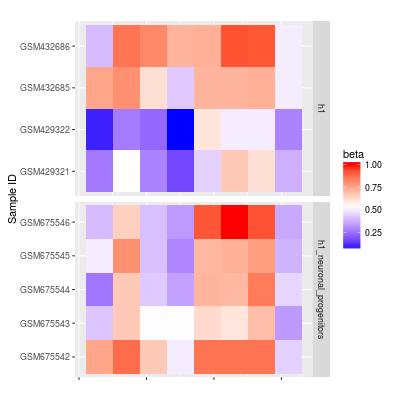 Sample ID
GSM432686
GSM432685
GSM429322
GSM429321
h1
GSM675546
GSM675545
GSM675544
GSM675543
GSM675542
h1_neuronal_progenitors
beta
1.00
0.75
0.50
0.25